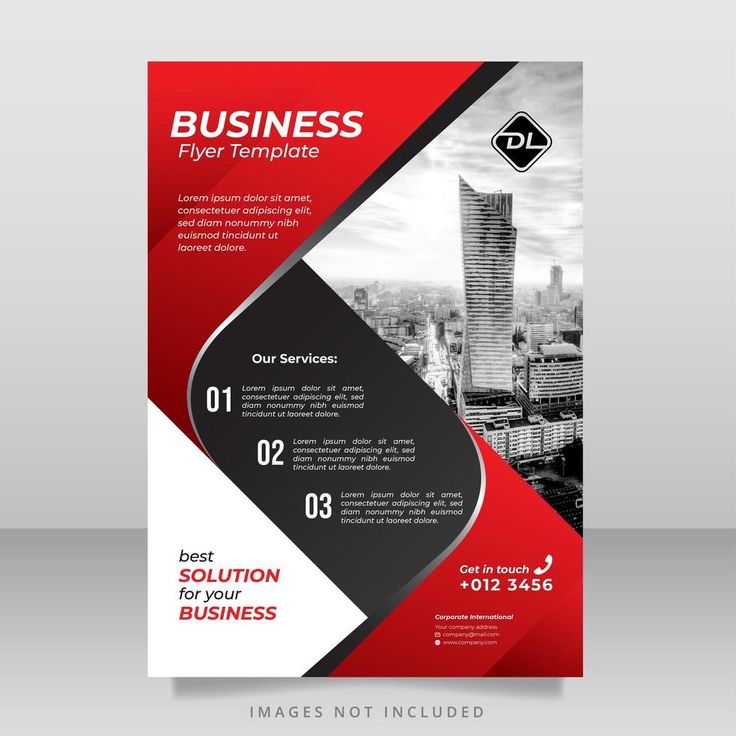 BUSINESS
Flyer Template
DL
Lorem ipsum dolor sit amet,
consectetuer adipiscing elit,
sed diam nonummy nibh
euismod tincidunt ut
laoreet dolore.
Our Services:
01
Lorem ipsum dolor sit amet,
consectetuer adipiscing elit, sed
diam nonummy nibh euismod
tincidunt ut laoreet dolore.
02
Lorem ipsum dolor sit amet,
consectetuer adipiscing elit, sed
diam nonummy nibh euismod
tincidunt ut laoreet dolore.
03
Lorem ipsum dolor sit amet,
consectetuer adipiscing elit, sed
diam nonummy nibh euismod
tincidunt ut laoreet dolore.
best
SOLUTION
for your
BUSINESS
Get in touch
+012 3456
Corporate International
Your company address
company@mail.com
www.company.com
IMAGES NOT INCLUDED